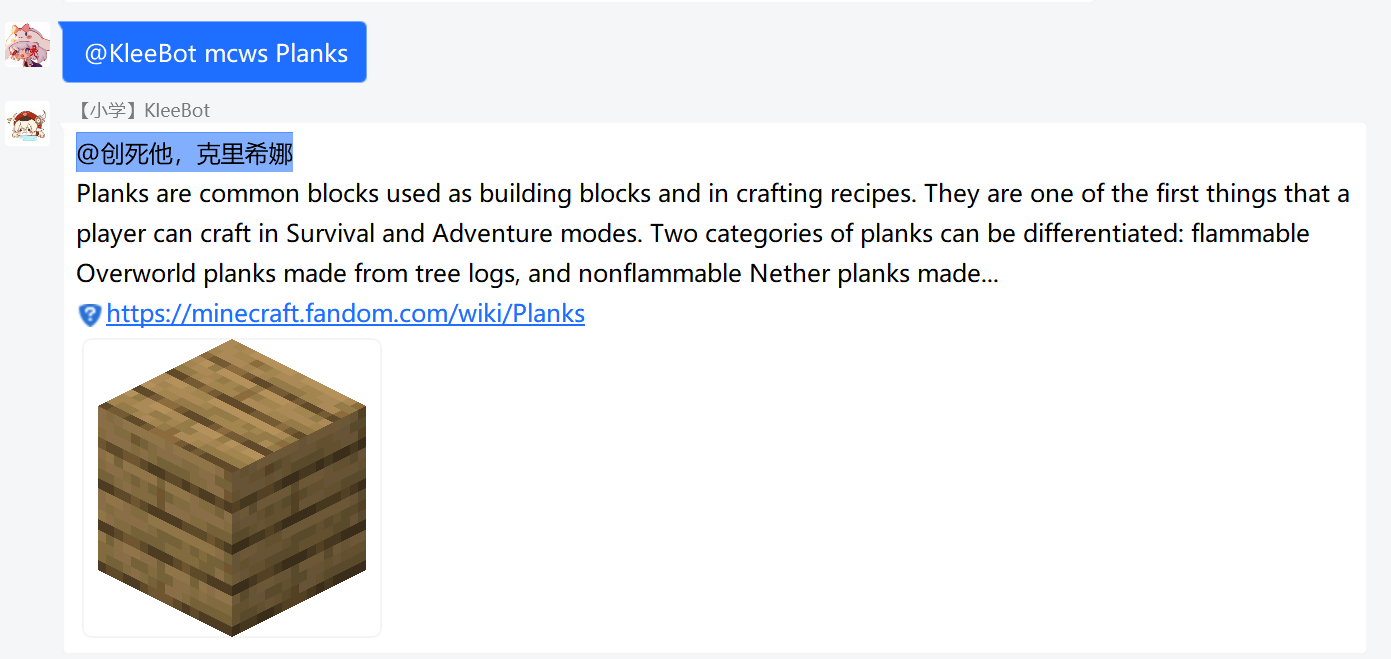 @KleeBot mcws Planks
【小学】KleeBot
@创死他，克里希娜
Planks are common blocks used as building blocks and in crafting recipes. They are one of the first things that a
player can craft in Survival and Adventure modes. Two categories of planks can be differentiated: flammable
Overworld planks made from tree logs, and nonflammable Nether planks made...
https://minecraft.fandom.com/wiki/Planks